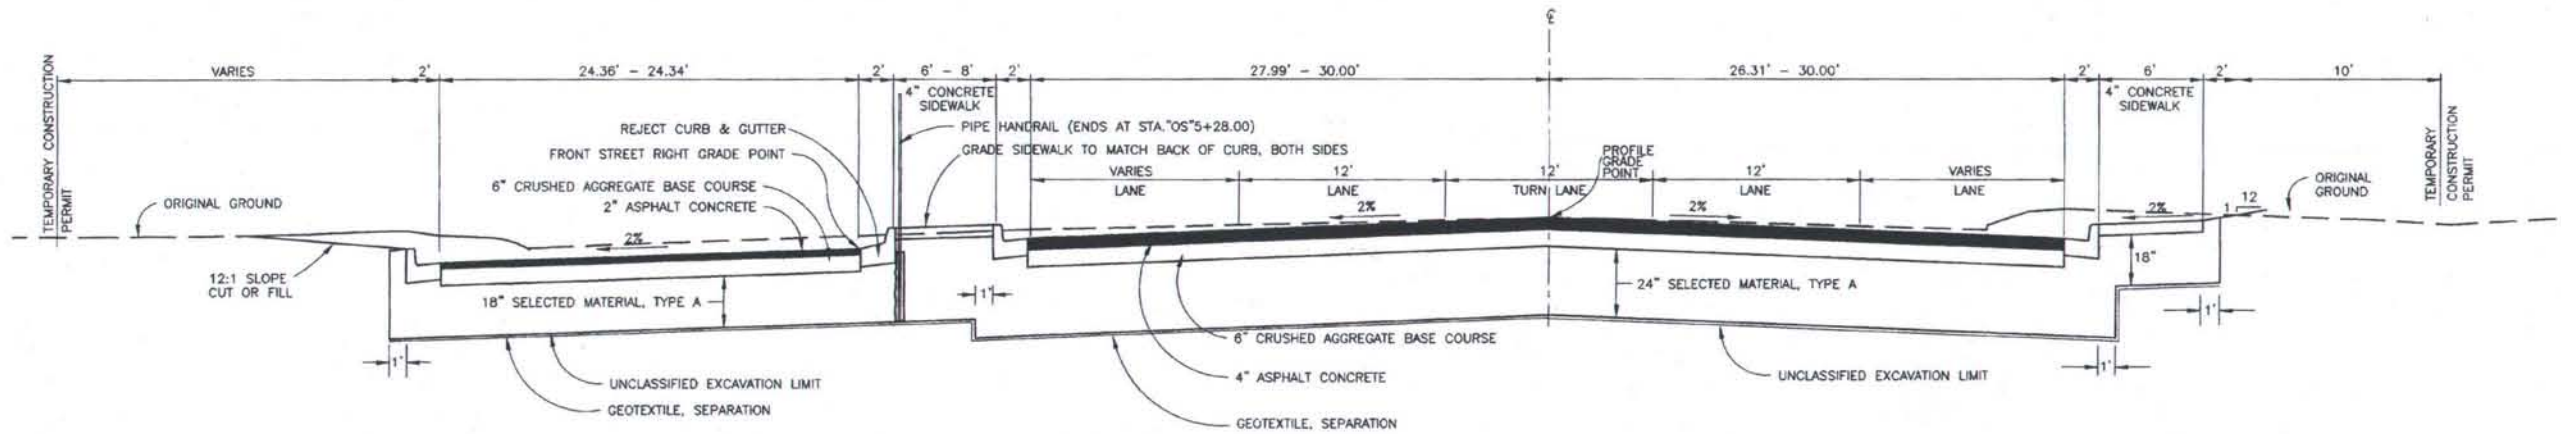 ℄
TEMPORARY CONSTRUCTION
PERMIT
VARIES
2'
24.36' - 24.34'
2'
6' - 8'
2'
27.99' - 30.00'
26.31' - 30.00'
2'
6'
2'
10'
4" CONCRETE
SIDEWALK
4" CONCRETE
SIDEWALK
TEMPORARY
CONSTRUCTION
PERMIT
REJECT CURB & GUTTER
FRONT STREET RIGHT GRADE POINT
6" CRUSHED AGGREGATE BASE COURSE
2" ASPHALT CONCRETE
PIPE HANDRAIL (ENDS AT STA."OS"5+28.00)
GRADE SIDEWALK TO MATCH BACK OF CURB, BOTH SIDES
PROFILE
GRADE
POINT
VARIES
LANE
12'
LANE
12'
TURN LANE
12'
LANE
VARIES
LANE
ORIGINAL GROUND
ORIGINAL
GROUND
2%
2%
2%
2%
1
12
12:1 SLOPE
CUT OR FILL
18" SELECTED MATERIAL, TYPE A
1'
24" SELECTED MATERIAL, TYPE A
18"
1'
1'
1'
6" CRUSHED AGGREGATE BASE COURSE
4" ASPHALT CONCRETE
UNCLASSIFIED EXCAVATION LIMIT
GEOTEXTILE, SEPARATION
UNCLASSIFIED EXCAVATION LIMIT
GEOTEXTILE, SEPARATION